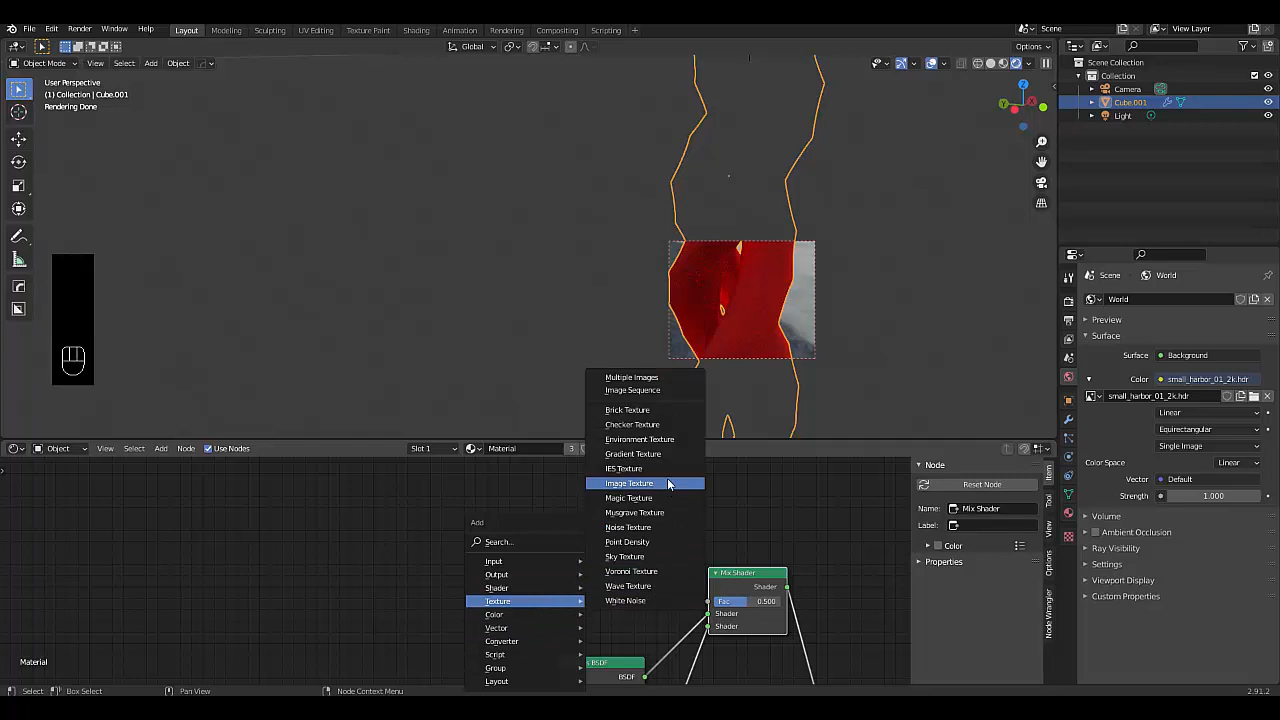 File Edit Render Window Help Layout Modeling Sculpting UV Editing Texture Paint Shading Animation Rendering Compositing Scripting + Scene View Layer
Global Options
Object Mode View Select Add Object
User Perspective
(1) Collection | Cube.001
Rendering Done
Z
Y
X
Scene Collection
Collection
Camera
Cube.001
Light
Scene World
World
Preview
Surface
Surface Background
Color small_harbor_01_2k.hdr
small_harbor_01_2k.hdr
Linear
Equirectangular
Single Image
Color Space Linear
Vector Default
Strength 1.000
Volume
Ambient Occlusion
Ray Visibility
Settings
Viewport Display
Custom Properties
Object View Select Add Node Use Nodes Slot 1 Material 3
Multiple Images
Image Sequence
Brick Texture
Checker Texture
Environment Texture
Gradient Texture
IES Texture
Image Texture
Magic Texture
Musgrave Texture
Noise Texture
Point Density
Sky Texture
Voronoi Texture
Wave Texture
White Noise
Add
Search...
Input
Output
Shader
Texture
Color
Vector
Converter
Script
Group
Layout
Mix Shader
Shader
Fac 0.500
Shader
Shader
s BSDF
BSDF
Node
Reset Node
Name: Mix Shader
Label:
Color
Properties
Item
Tool
View
Options
Node Wrangler
Material
Select Box Select Pan View Node Context Menu 2.91.2